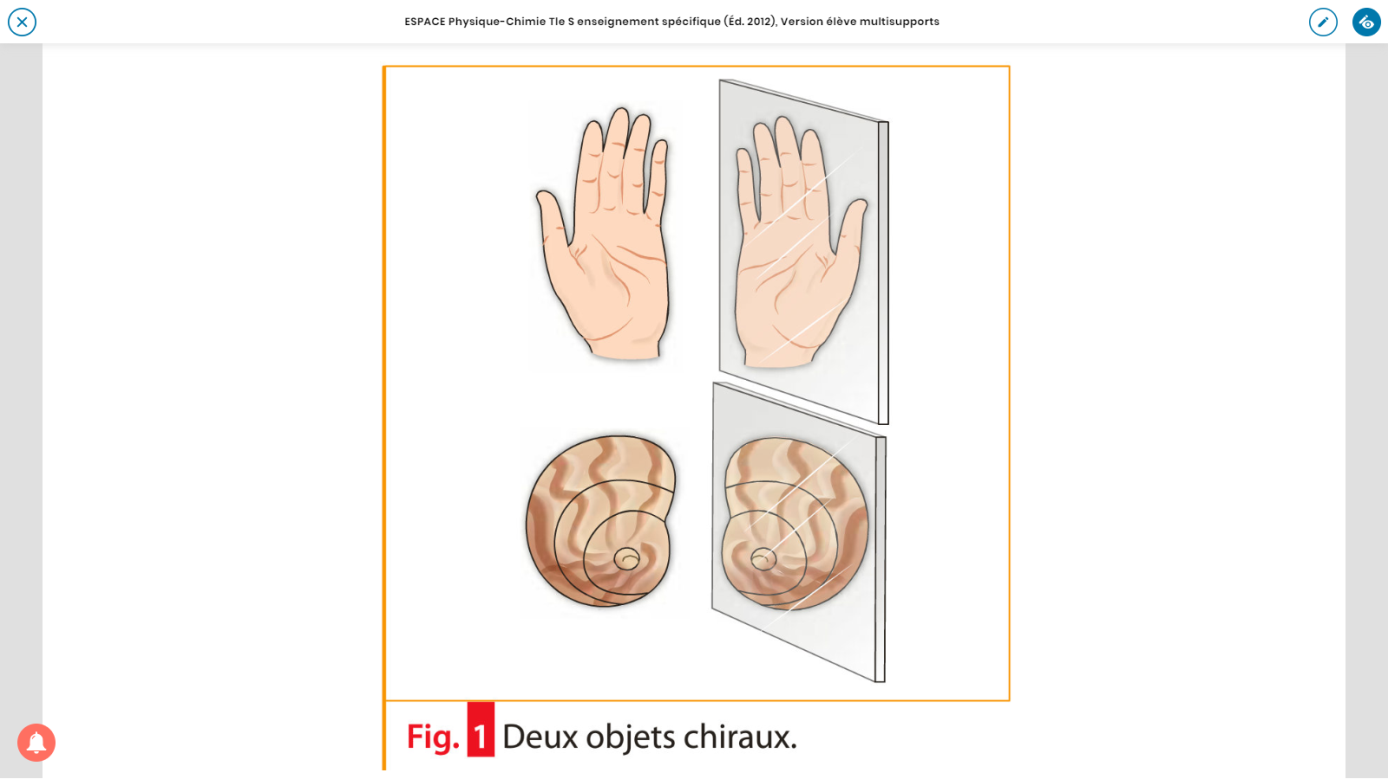 ESPACE Physique-Chimie Tle S enseignement spécifique (Éd. 2012), Version élève multisupports
Fig. 1 Deux objets chiraux.